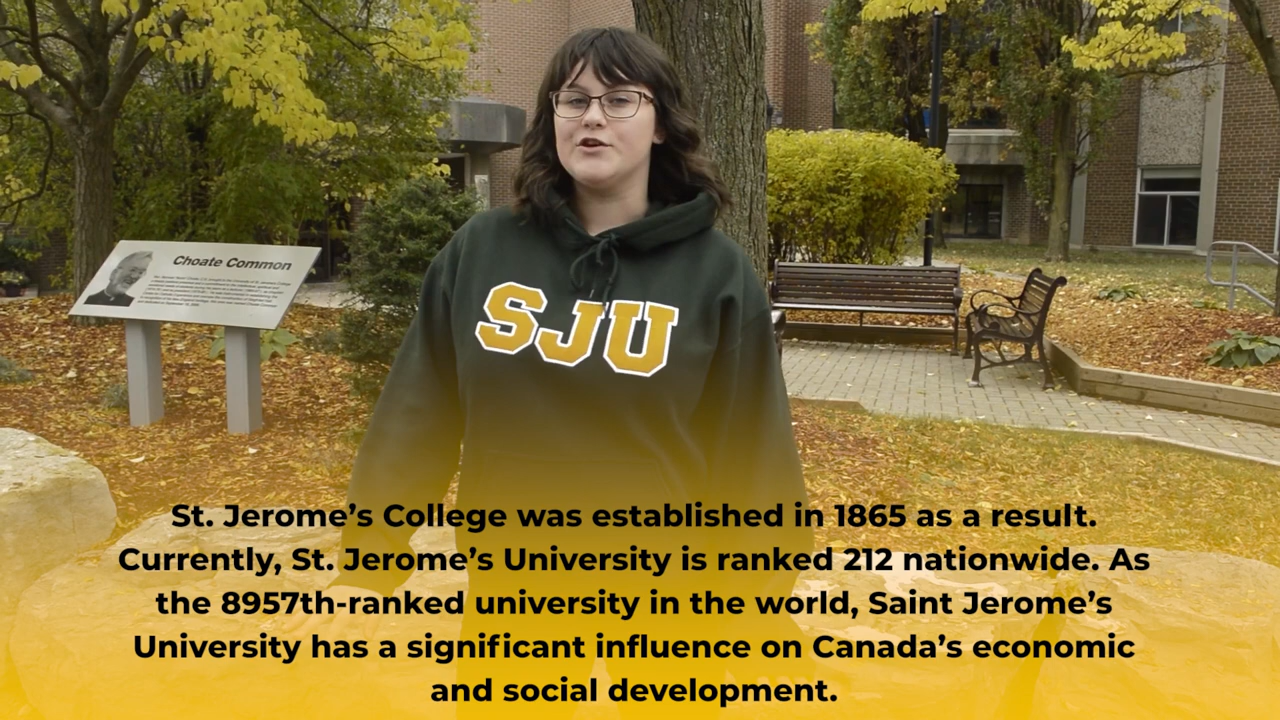 Choate Common
SJU
St. Jerome’s College was established in 1865 as a result.
Currently, St. Jerome’s University is ranked 212 nationwide. As
the 8957th-ranked university in the world, Saint Jerome’s
University has a significant influence on Canada’s economic
and social development.